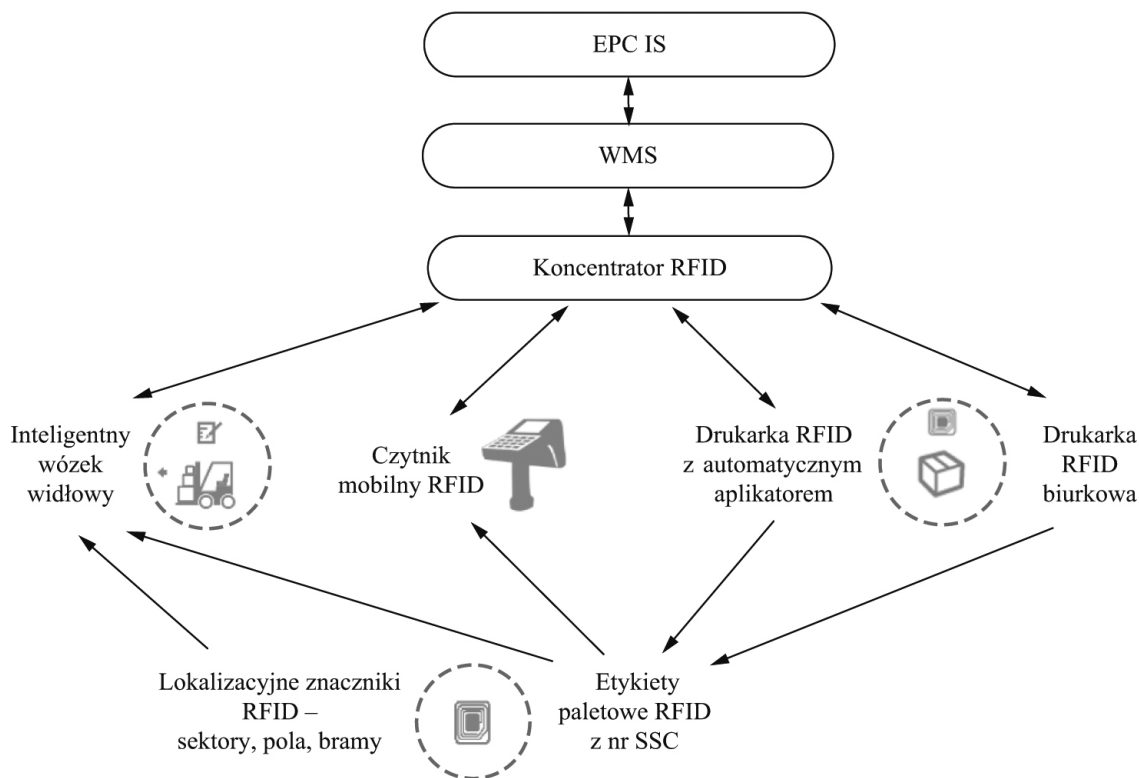 EPC IS
WMS
Koncentrator RFID
Inteligentny
wózek
widłowy
Czytnik
mobilny RFID
Drukarka RFID
z automatycznym
aplikatorem
Drukarka
RFID
biurkowa
Lokalizacyjne znaczniki
RFID –
sektory, pola, bramy
Etykiety
paletowe RFID
z nr SSC